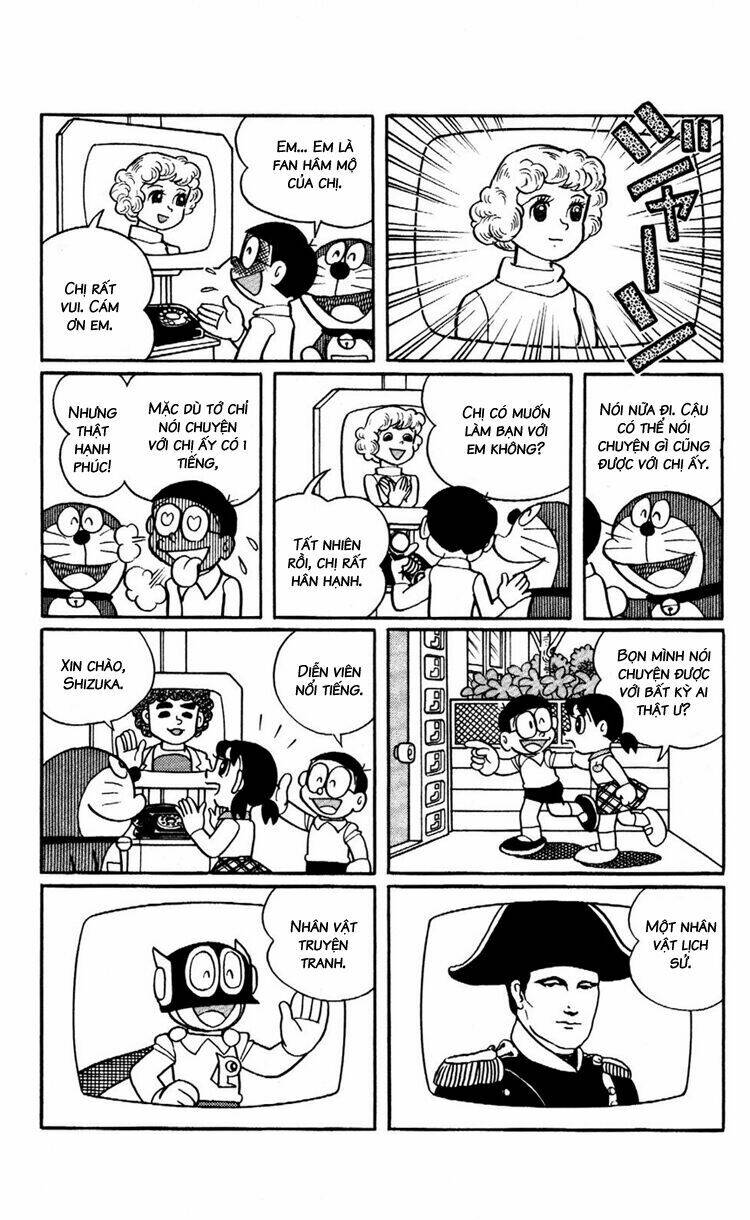 ジャーン
EM... EM LÀ
FAN HÂM MỘ
CỦA CHỊ.
CHỊ RẤT
VUI. CÁM
ƠN EM.
NÓI NỮA ĐI. CẬU
CÓ THỂ NÓI
CHUYỆN GÌ CŨNG
ĐƯỢC VỚI CHỊ ẤY.
CHỊ CÓ MUỐN
LÀM BẠN VỚI
EM KHÔNG?
TẤT NHIÊN
RỒI, CHỊ RẤT
HÂN HẠNH.
MẶC DÙ TỚ CHỈ
NÓI CHUYỆN
VỚI CHỊ ẤY CÓ 1
TIẾNG,
NHƯNG
THẬT
HẠNH
PHÚC!
BỌN MÌNH NÓI
CHUYỆN ĐƯỢC
VỚI BẤT KỲ AI
THẬT Ư?
DIỄN VIÊN
NỔI TIẾNG.
XIN CHÀO,
SHIZUKA.
MỘT NHÂN
VẬT LỊCH
SỬ.
NHÂN VẬT
TRUYỆN
TRANH.
P